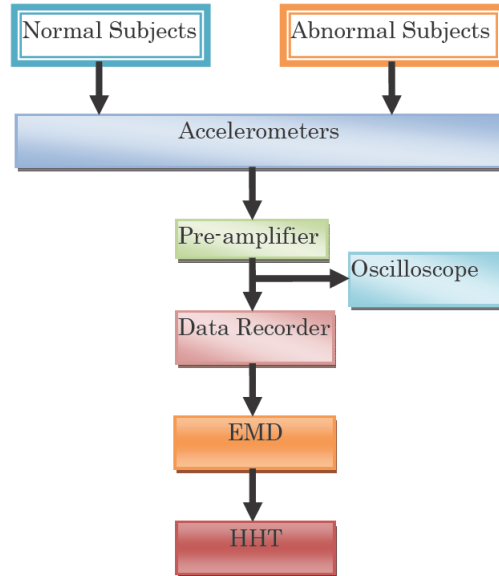 Normal Subjects
Abnormal Subjects
Accelerometers
Pre-amplifier
Oscilloscope
Data Recorder
EMD
HHT